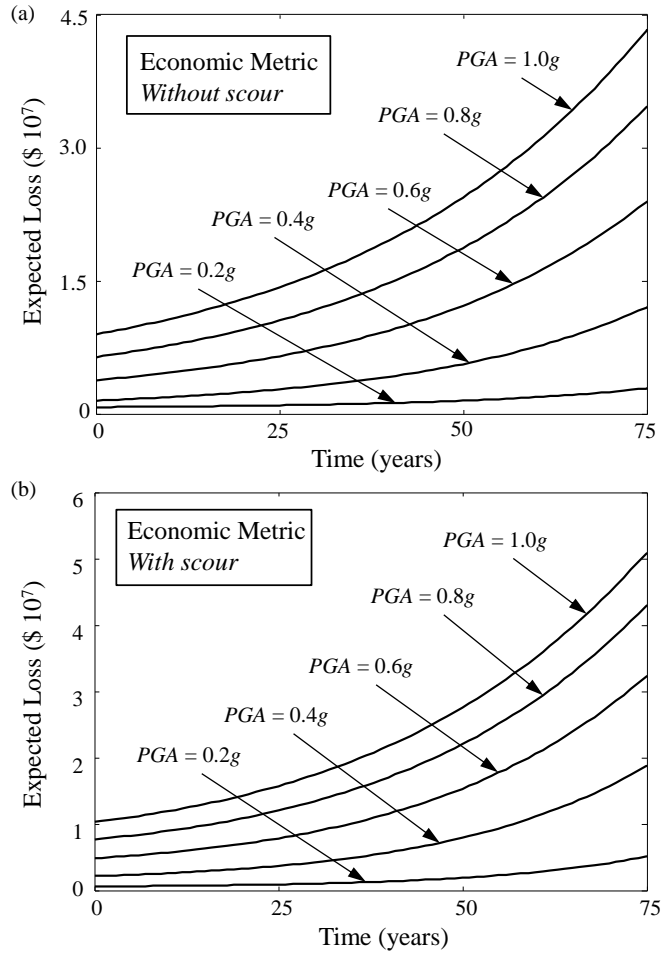 (a)
4.5
Economic Metric
Without scour
PGA = 1.0g
PGA = 0.8g
3.0
PGA = 0.6g
PGA = 0.4g
1.5
PGA = 0.2g
0
Expected Loss ($ 10⁷)
0 25 50 75
Time (years)
(b)
6
Economic Metric
With scour
5
PGA = 1.0g
4
PGA = 0.8g
PGA = 0.6g
3
PGA = 0.4g
2
PGA = 0.2g
1
0
Expected Loss ($ 10⁷)
0 25 50 75
Time (years)